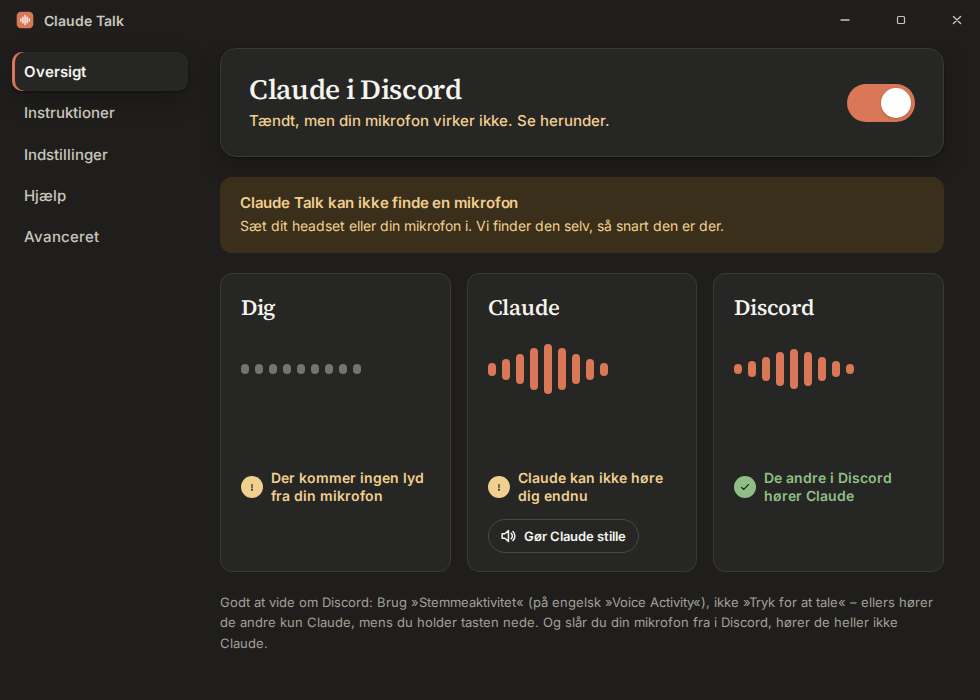 Claude Talk
Oversigt
Instruktioner
Indstillinger
Hjælp
Avanceret
Claude i Discord
Tændt, men din mikrofon virker ikke. Se herunder.
Claude Talk kan ikke finde en mikrofon
Sæt dit headset eller din mikrofon i. Vi finder den selv, så snart den er der.
Dig
Der kommer ingen lyd
fra din mikrofon
Claude
Claude kan ikke høre
dig endnu
Gør Claude stille
Discord
De andre i Discord
hører Claude
Godt at vide om Discord: Brug »Stemmeaktivitet« (på engelsk »Voice Activity«), ikke »Tryk for at tale« – ellers hører
de andre kun Claude, mens du holder tasten nede. Og slår du din mikrofon fra i Discord, hører de heller ikke
Claude.